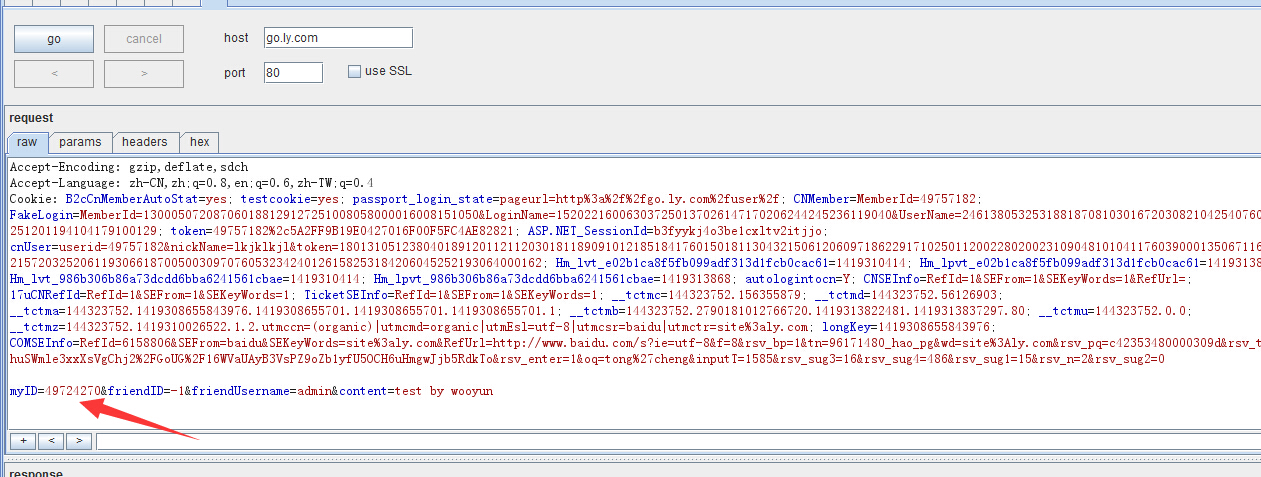 go
cancel
host
go.ly.com
<
>
port
80
use SSL
request
raw
params
headers
hex
Accept-Encoding: gzip,deflate,sdch
Accept-Language: zh-CN,zh;q=0.8,en;q=0.6,zh-TW;q=0.4
Cookie: B2cCnMemberAutoStat=yes; testcookie=yes; passport_login_state=pageurl=http%3a%2f%2fgo.ly.com%2fuser%2f; CNMember=MemberId=49757182;
FakeLogin=MemberId=130005072087060188129127251008058000016008151050&LoginName=152022160063037250137026147170206244245236119040&UserName=246138053253188187081030167203082104254076
251201194104179100129; token=49757182%2c5A2FF9B19E0427016F00F5FC4AE82821; ASP.NET_SessionId=b3fyykj4o3be1cxltv2itjjo;
cnUser=userid=49757182&nickName=lkjklkjl&token=180131051238040189120112112030181189091012185184176015018113043215061206097186229171025011200228020023109048101041176039000135067116
215720325206119306618700500309707605323424012615825318420604525219306400016​2; Hm_lvt_e02b1ca8f5fb099adf313d1fcb0cac61=1419310414; Hm_lpvt_e02b1ca8f5fb099adf313d1fcb0cac61=14193138
Hm_lvt_986b306b86a73dcdd6bba6241561cbae=1419310414; Hm_lpvt_986b306b86a73dcdd6bba6241561cbae=1419313868; autologintocn=Y; CNSEInfo=RefId=1&SEFrom=1&SEKeyWords=1&RefUrl=;
17uCNRefId=RefId=1&SEFrom=1&SEKeyWords=1; TicketSEInfo=RefId=1&SEFrom=1&SEKeyWords=1; __tctmc=144323752.156355879; __tctmd=144323752.56126903;
__tctma=144323752.1419308655843976.1419308655701.1419308655701.1419308655701.1; __tctmb=144323752.2790181012766720.1419313822481.1419313837297.80; __tctmu=144323752.0.0;
__tctmz=144323752.1419310026522.1.2.utmccn=(organic)|utmcmd=organic|utmEsl=utf-8|utmcsr=baidu|utmctr=site%3aly.com; longKey=1419308655843976;
COMSEInfo=RefId=6158806&SEFrom=baidu&SEKeyWords=site%3aly.com&RefUrl=http://www.baidu.com/s?ie=utf-8&f=8&rsv_bp=1&tn=96171480_hao_pg&wd=site%3Aly.com&rsv_pq=c42353480000309d&rsv_t
huSWmle3xxXsVgChj2%2FGoUG%2F16WVaUAyB3VsPZ9oZb1yfU5OCH6uHmgwJjb5RdkTo&rsv_enter=1&oq=tong%27cheng&inputT=1585&rsv_sug3=16&rsv_sug4=486&rsv_sug1=15&rsv_n=2&rsv_sug2=0
myID=49724270&friendID=-1&friendUsername=admin&content=test by wooyun
+
<
>
response